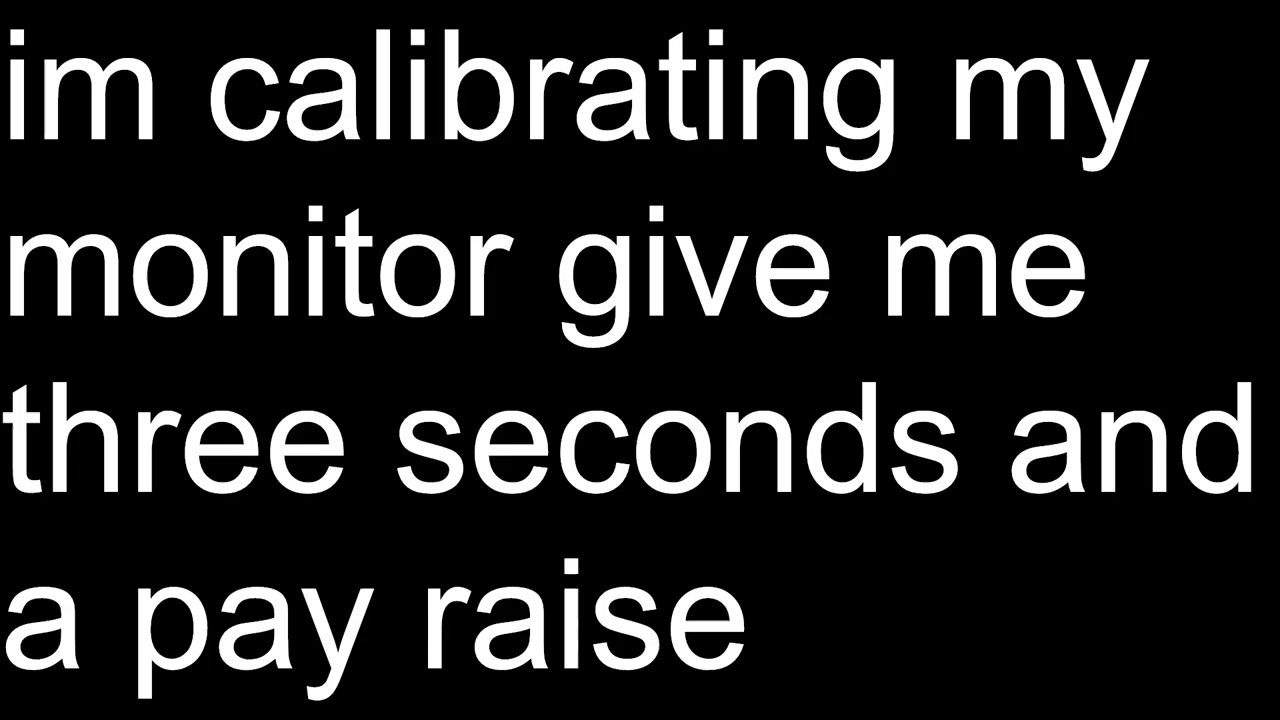 im calibrating my
monitor give me
three seconds and
a pay raise